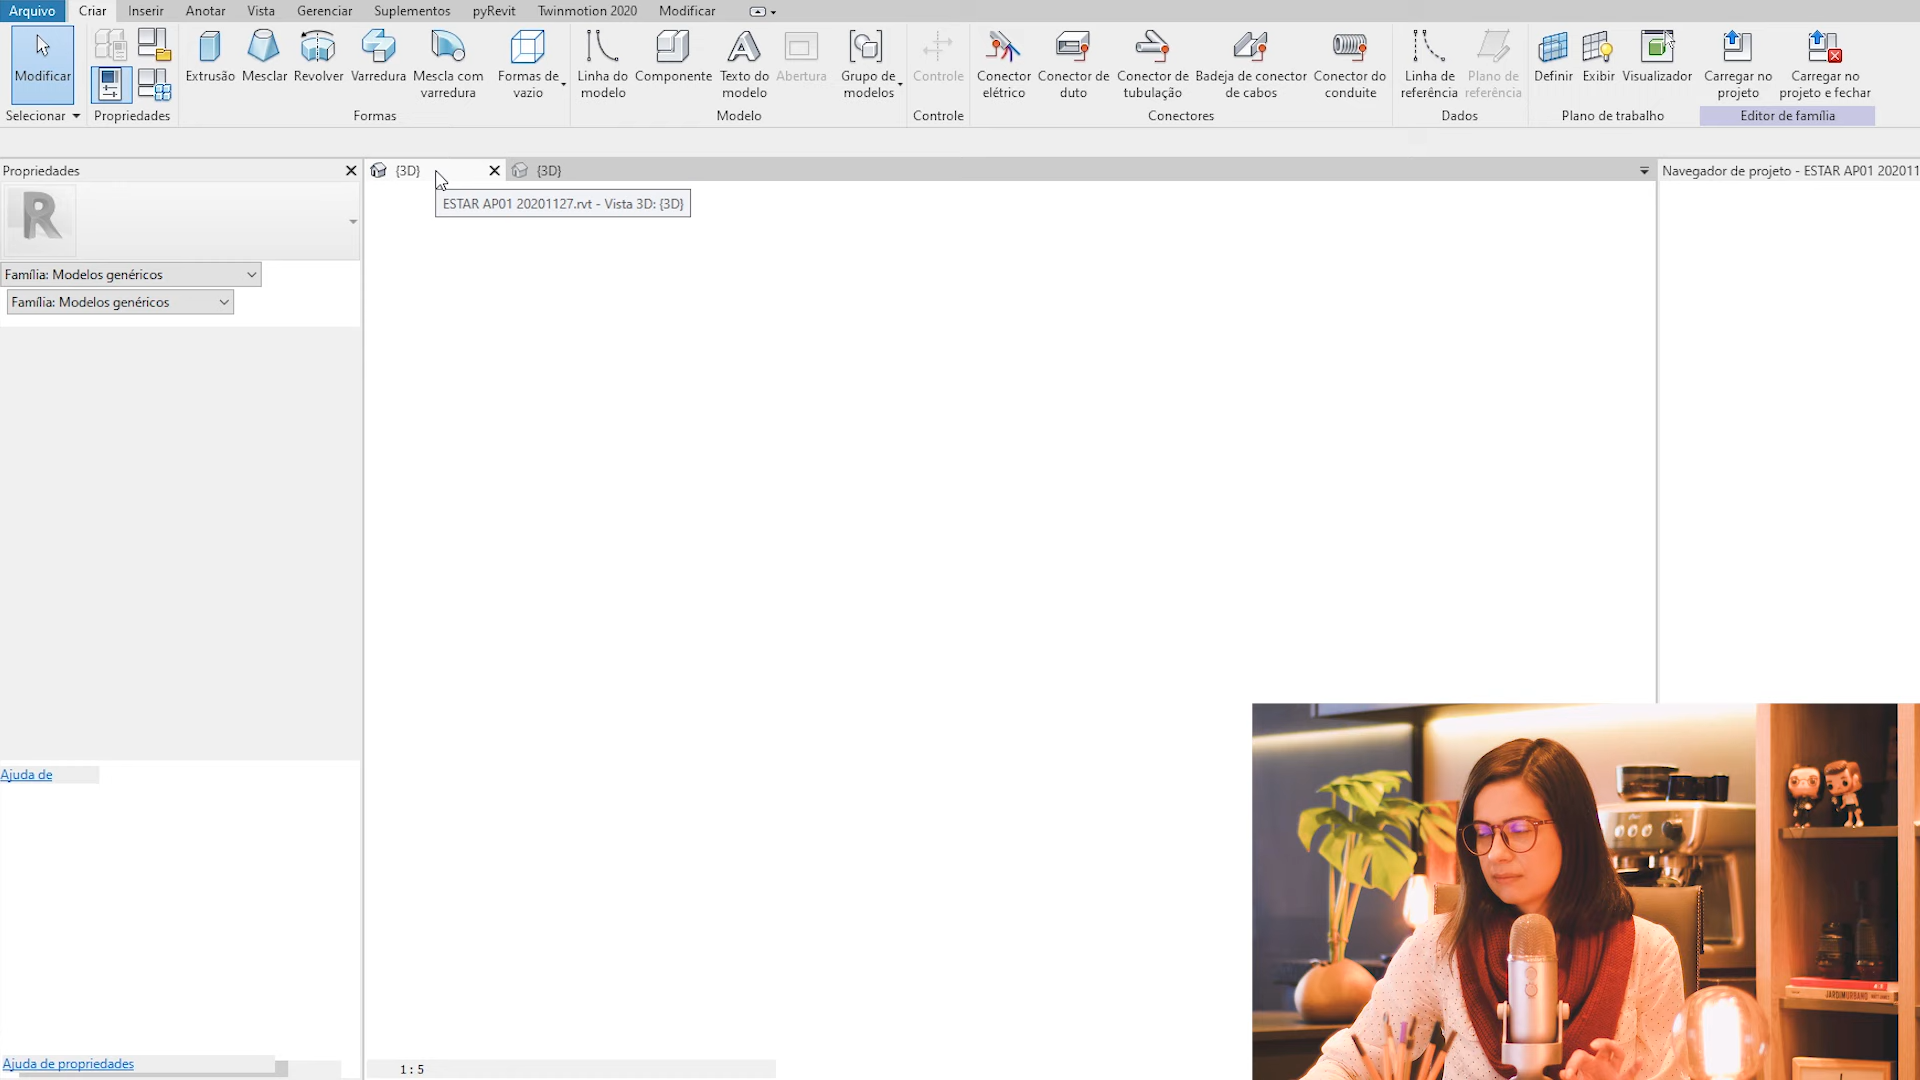 Arquivo Criar Inserir Anotar Vista Gerenciar Suplementos pyRevit Twinmotion 2020 Modificar
Modificar Extrusão Mesclar Revolver Varredura Mescla com varredura Formas de vazio Linha do modelo Componente Texto do modelo Abertura Grupo de modelos Controle Conector elétrico Conector de duto Conector de tubulação Badeja de conector de cabos Conector do conduite Linha de referência Plano de referência Definir Exibir Visualizador Carregar no projeto Carregar no projeto e fechar
Selecionar Propriedades Formas Modelo Controle Conectores Dados Plano de trabalho Editor de família
Propriedades {3D} {3D} Navegador de projeto - ESTAR AP01 202011
ESTAR AP01 20201127.rvt - Vista 3D: {3D}
R
Família: Modelos genéricos
Família: Modelos genéricos
Ajuda de
Ajuda de propriedades
1 : 5
JARDIM URBANO